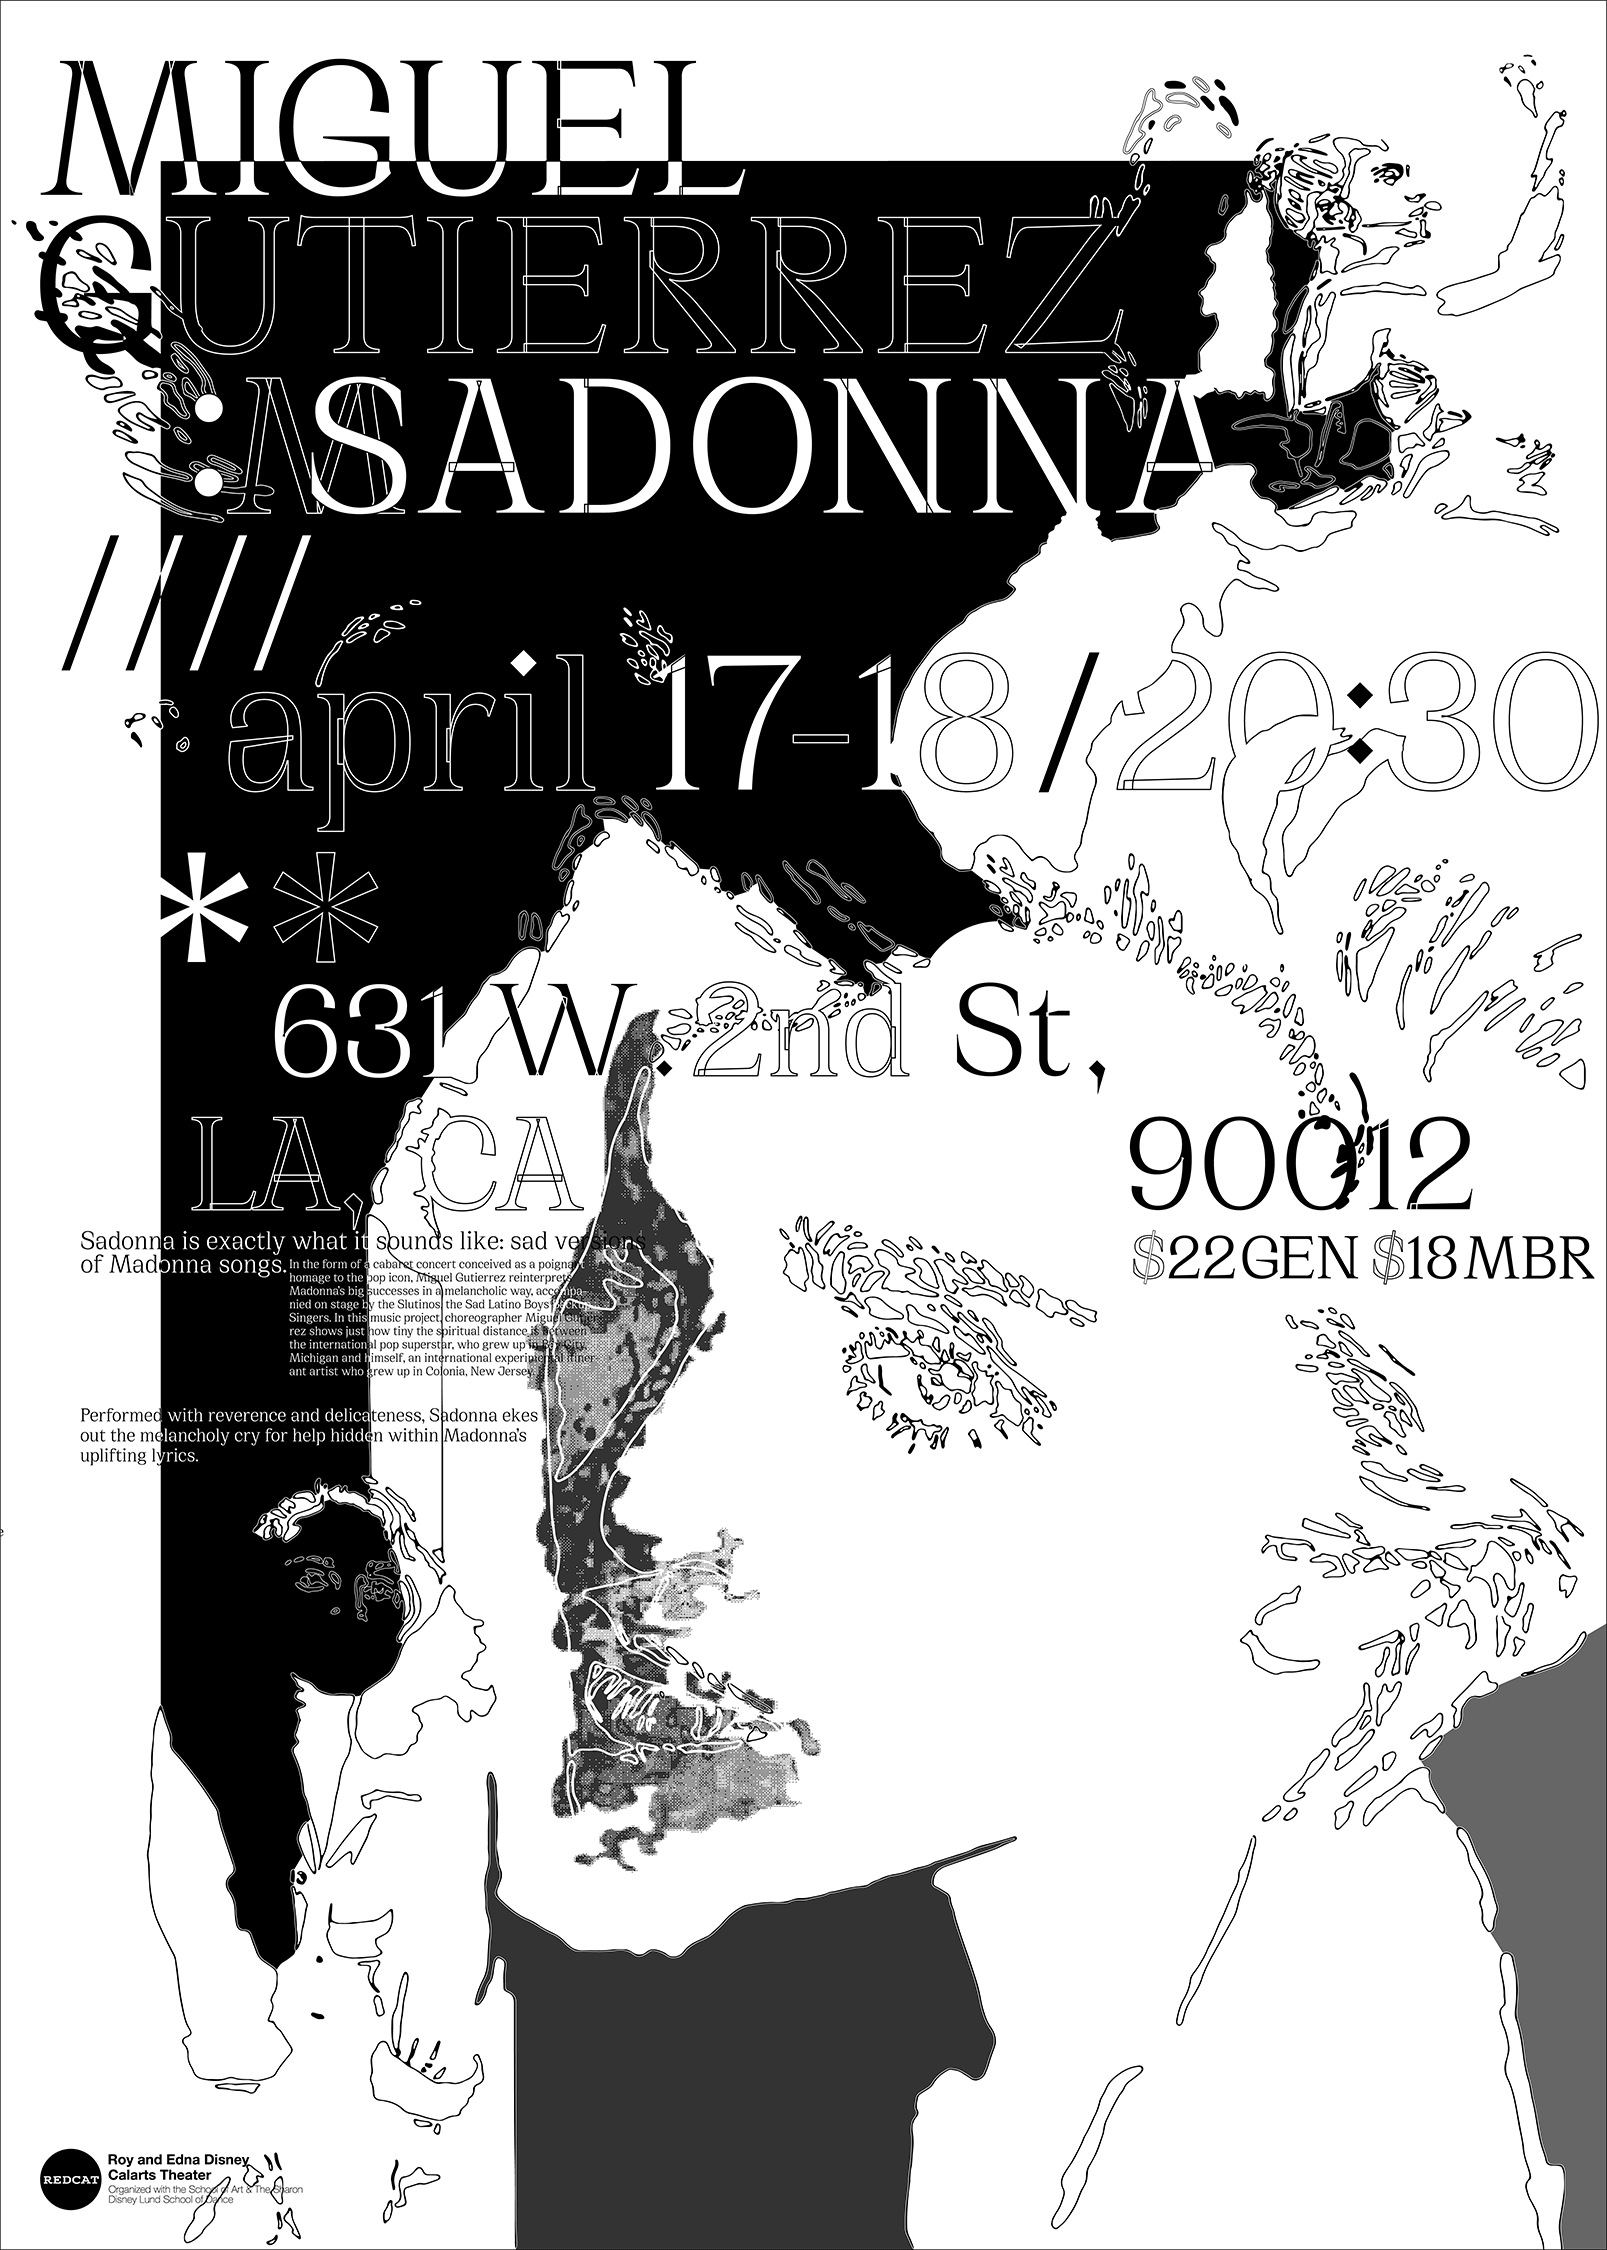 MIGUEL
GUTIERREZ
: MSADONNA
////
april 17-18/20:30
**
631 W. 2nd St,
LA, CA
90012
$22GEN $18MBR
Sadonna is exactly what it sounds like: sad versions
of Madonna songs.
In the form of a cabaret concert conceived as a poignant
homage to the pop icon, Miguel Gutierrez reinterprets
Madonna's big successes in a melancholic way, accompa-
nied on stage by the Slutinos, the Sad Latino Boys Backup
Singers. In this music project, choreographer Miguel Gutier-
rez shows just how tiny the spiritual distance is between
the international pop superstar, who grew up in Bay City,
Michigan and himself, an international experimental itiner-
ant artist who grew up in Colonia, New Jersey.
Performed with reverence and delicateness, Sadonna ekes
out the melancholy cry for help hidden within Madonna's
uplifting lyrics.
REDCAT
Roy and Edna Disney
Calarts Theater
Organized with the School of Art & The Sharon
Disney Lund School of Dance